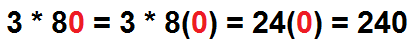 3 * 80 = 3 * 8(0) = 24(0) = 240